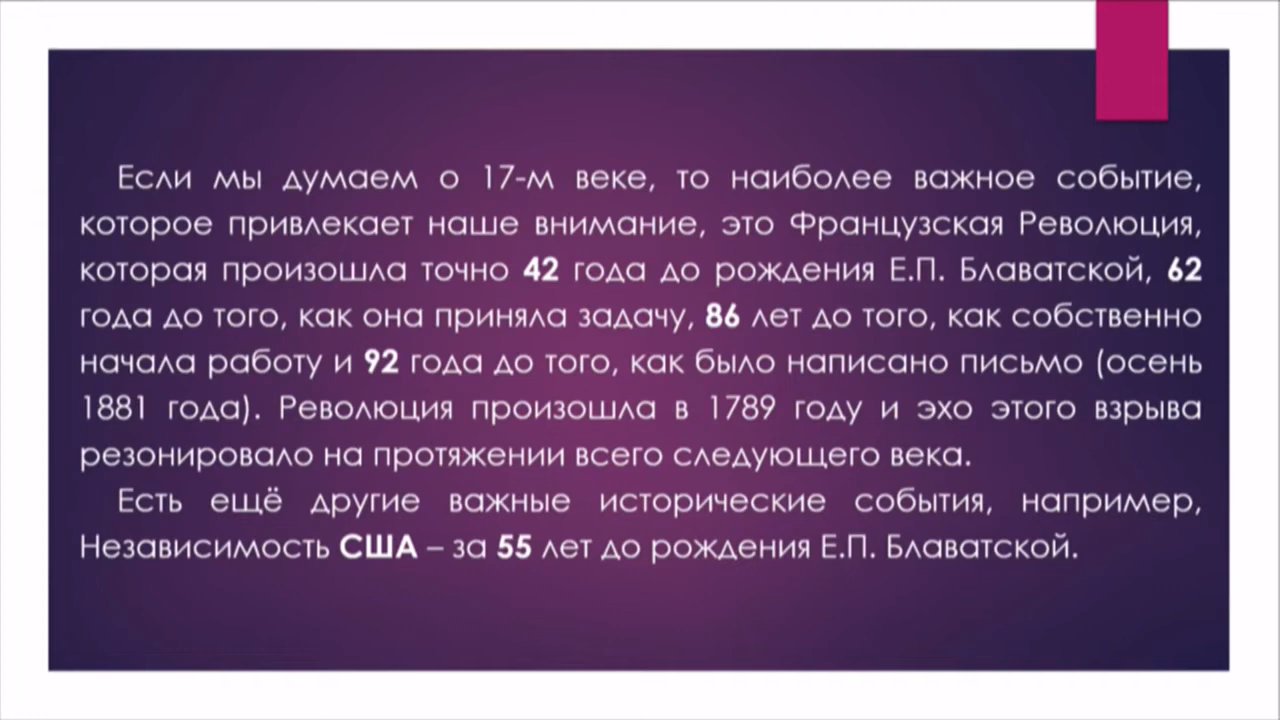 Если мы думаем о 17-м веке, то наиболее важное событие,
которое привлекает наше внимание, это Французская Революция,
которая произошла точно 42 года до рождения Е.П. Блаватской, 62
года до того, как она приняла задачу, 86 лет до того, как собственно
начала работу и 92 года до того, как было написано письмо (осень
1881 года). Революция произошла в 1789 году и эхо этого взрыва
резонировало на протяжении всего следующего века.
Есть ещё другие важные исторические события, например,
Независимость США – за 55 лет до рождения Е.П. Блаватской.